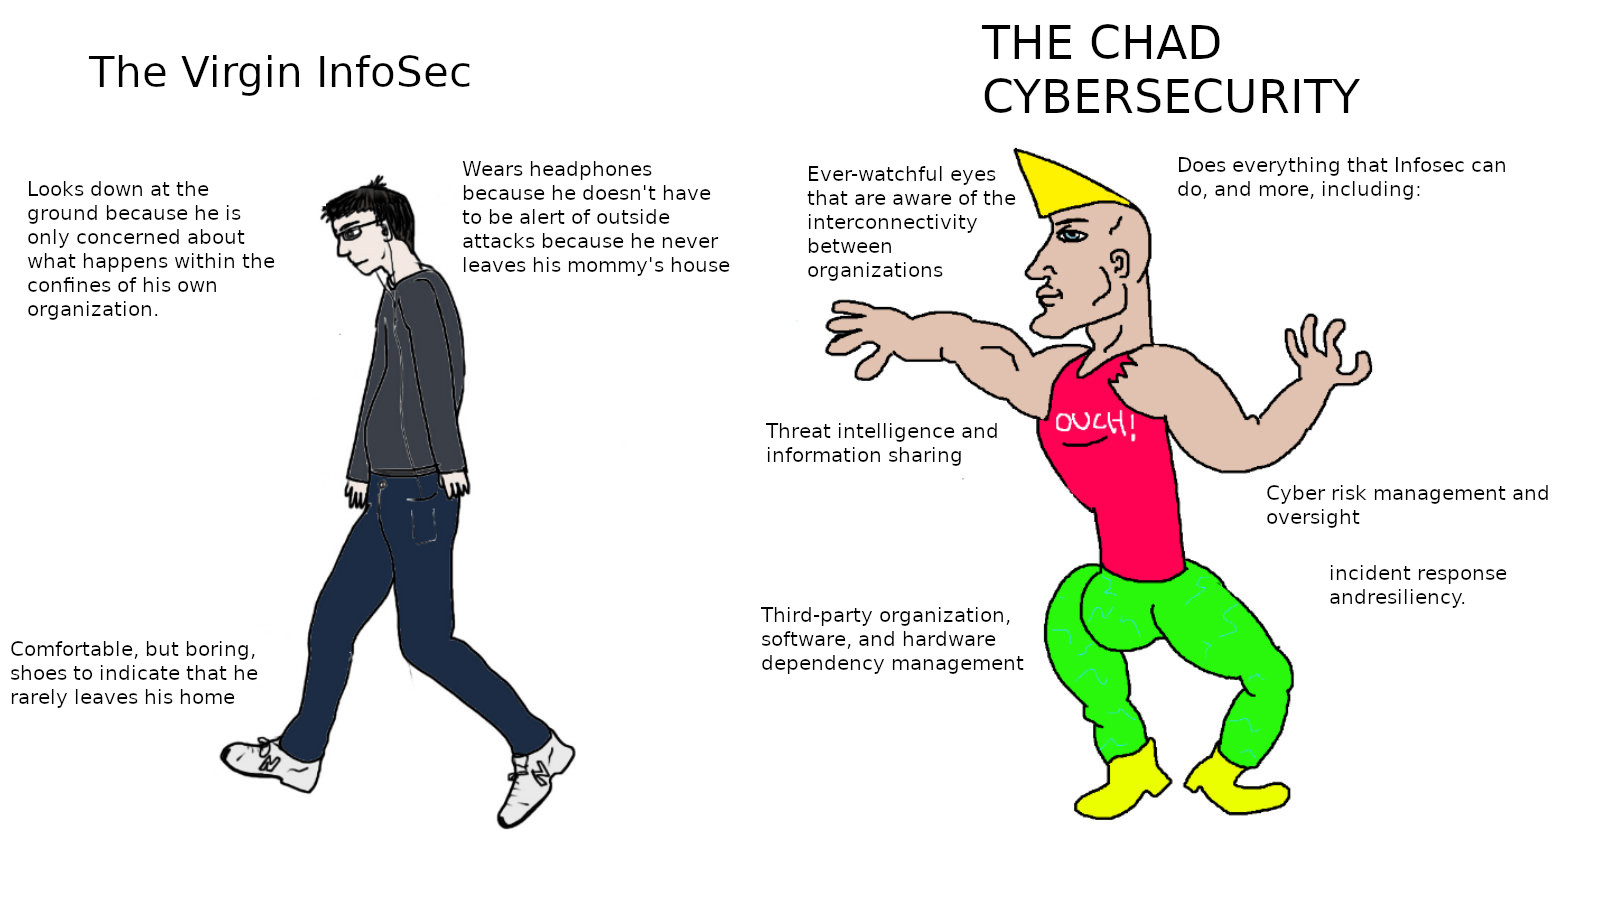 The Virgin InfoSec
Looks down at the
ground because he is
only concerned about
what happens within the
confines of his own
organization.
Wears headphones
because he doesn't have
to be alert of outside
attacks because he never
leaves his mommy's house
Comfortable, but boring,
shoes to indicate that he
rarely leaves his home
THE CHAD
CYBERSECURITY
Ever-watchful eyes
that are aware of the
interconnectivity
between
organizations
Does everything that Infosec can
do, and more, including:
OUCH!
Threat intelligence and
information sharing
Cyber risk management and
oversight
incident response
andresiliency.
Third-party organization,
software, and hardware
dependency management